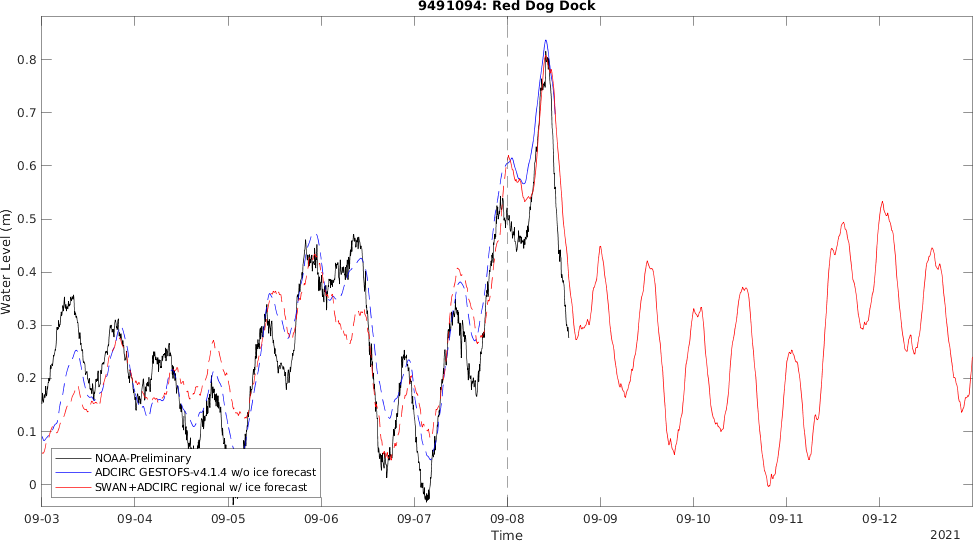 9491094: Red Dog Dock
Water Level (m)
0.8
0.7
0.6
0.5
0.4
0.3
0.2
0.1
0
NOAA-Preliminary
ADCIRC GESTOFS-v4.1.4 w/o ice forecast
SWAN+ADCIRC regional w/ ice forecast
09-03 09-04 09-05 09-06 09-07 09-08 09-09 09-10 09-11 09-12
Time
2021